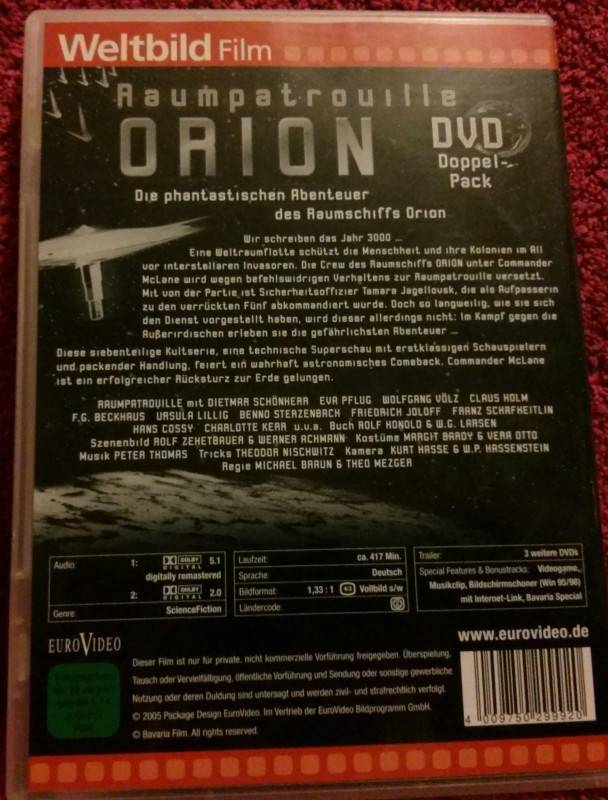 Weltbild Film
Raumpatrouille
ORION
DVD
Doppel-
Pack
Die phantastischen Abenteuer
des Raumschiffs Orion
Wir schreiben das Jahr 3000 ...
Eine Weltraumflotte schützt die Menschheit und ihre Kolonien im All
vor interstellaren Invasoren. Die Crew des Raumschiffs ORION unter Commander
McLane wird wegen befehlswidrigen Verhaltens zur Raumpatrouille versetzt.
Mit von der Partie ist Sicherheitsoffizier Tamara Jagellovsk, die als Aufpasserin
zu den verrückten Fünf abkommandiert wurde. Doch so langweilig, wie sie sich
den Dienst vorgestellt haben, wird dieser allerdings nicht: Im Kampf gegen die
Außerirdischen erleben sie die gefährlichsten Abenteuer ...
Diese siebenteilige Kultserie, eine technische Superschau mit erstklassigen Schauspielern
und packender Handlung, feiert ein wahrhaft astronomisches Comeback. Commander McLane
ist ein erfolgreicher Rücksturz zur Erde gelungen.
RAUMPATROUILLE mit DIETMAR SCHÖNHERR EVA PFLUG WOLFGANG VÖLZ CLAUS HOLM
F.G. BECKHAUS URSULA LILLIG BENNO STERZENBACH FRIEDRICH JOLOFF FRANZ SCHAFHEITLIN
HANS COSSY CHARLOTTE KERR u.v.a. Buch ROLF HONOLD & W.G. LARSEN
Szenenbild ROLF ZEHETBAUER & WERNER ACHMANN Kostüme MARGIT BARDY & VERA OTTO
Musik PETER THOMAS Tricks THEODOR NISCHWITZ Kamera KURT HASSE & W.P. HASSENSTEIN
Regie MICHAEL BRAUN & THEO MEZGER
Audio: 1: DOLBY DIGITAL 5.1
digitally remastered
2: DOLBY DIGITAL 2.0
Genre: ScienceFiction
Laufzeit: ca. 417 Min.
Sprache: Deutsch
Bildformat: 1,33 : 1 4:3 Vollbild s/w
Ländercode:
Trailer: 3 weitere DVDs
Special Features & Bonustracks: Videogame,
Musikclip, Bildschirmschoner (Win 95/98)
mit Internet-Link, Bavaria Special
EUROVIDEO
www.eurovideo.de
Dieser Film ist nur für private, nicht kommerzielle Vorführung freigegeben. Überspielung,
Tausch oder Vervielfältigung, öffentliche Vorführung und Sendung oder sonstige gewerbliche
Nutzung oder deren Duldung sind untersagt und werden zivil- und strafrechtlich verfolgt.
© 2005 Package Design EuroVideo. Im Vertrieb der EuroVideo Bildprogramm GmbH.
© Bavaria Film. All rights reserved.
4 009750 299920